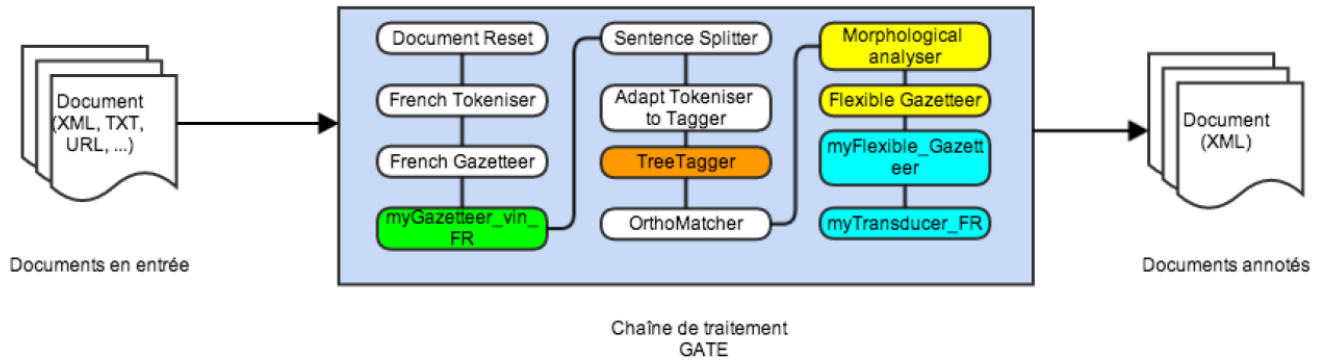 Document
(XML, TXT,
URL, ...)
Documents en entrée
Document Reset
French Tokeniser
French Gazetteer
myGazetteer_vin_
FR
Sentence Splitter
Adapt Tokeniser
to Tagger
TreeTagger
OrthoMatcher
Morphological
analyser
Flexible Gazetteer
myFlexible_Gazett
eer
myTransducer_FR
Chaîne de traitement
GATE
Document
(XML)
Documents annotés